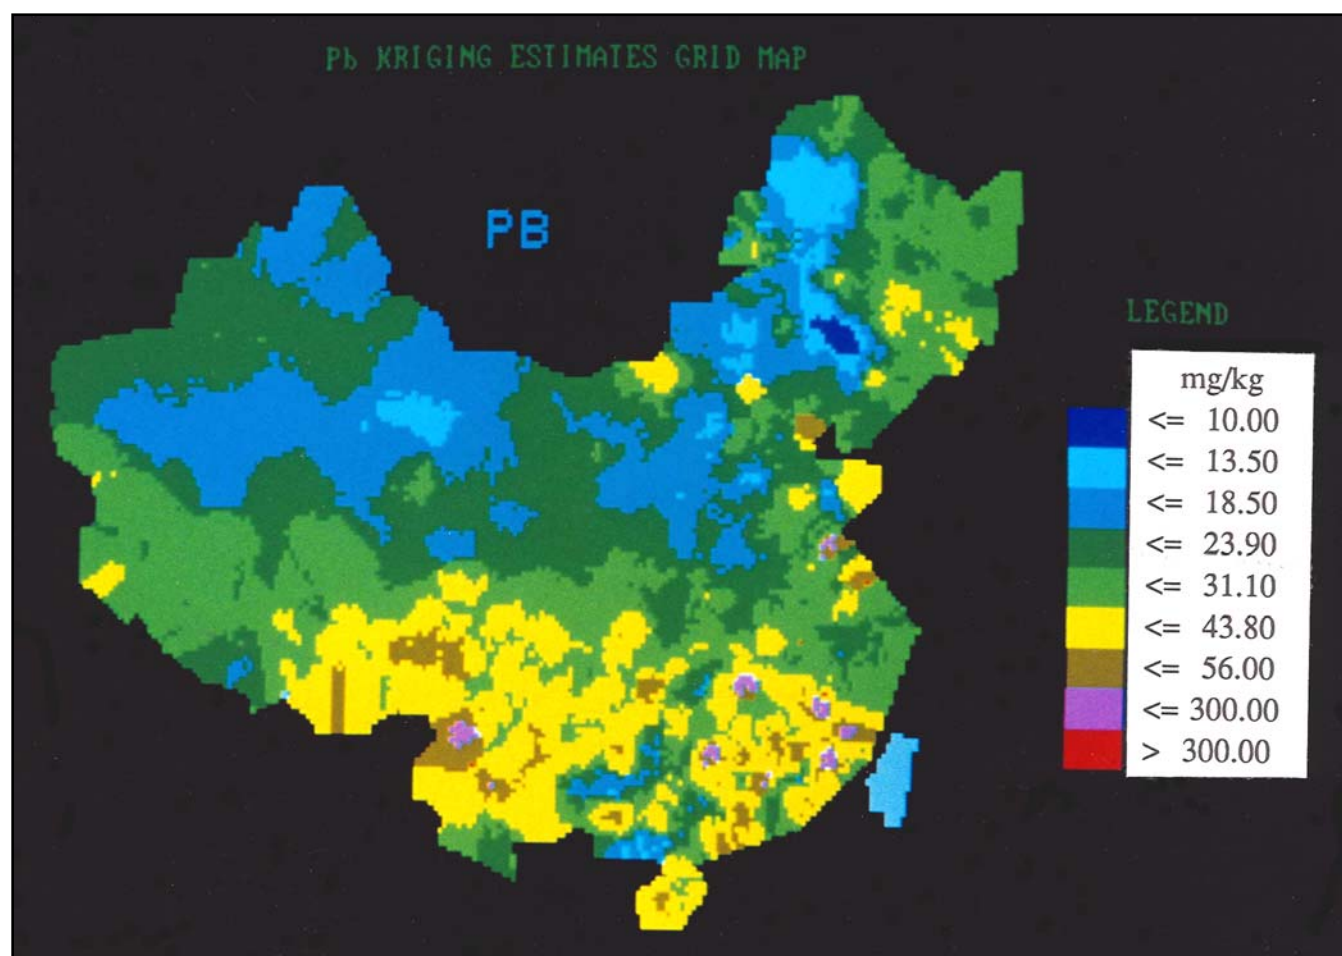 Pb KRIGING ESTIMATES GRID MAP
PB
LEGEND
mg/kg
<= 10.00
<= 13.50
<= 18.50
<= 23.90
<= 31.10
<= 43.80
<= 56.00
<= 300.00
> 300.00